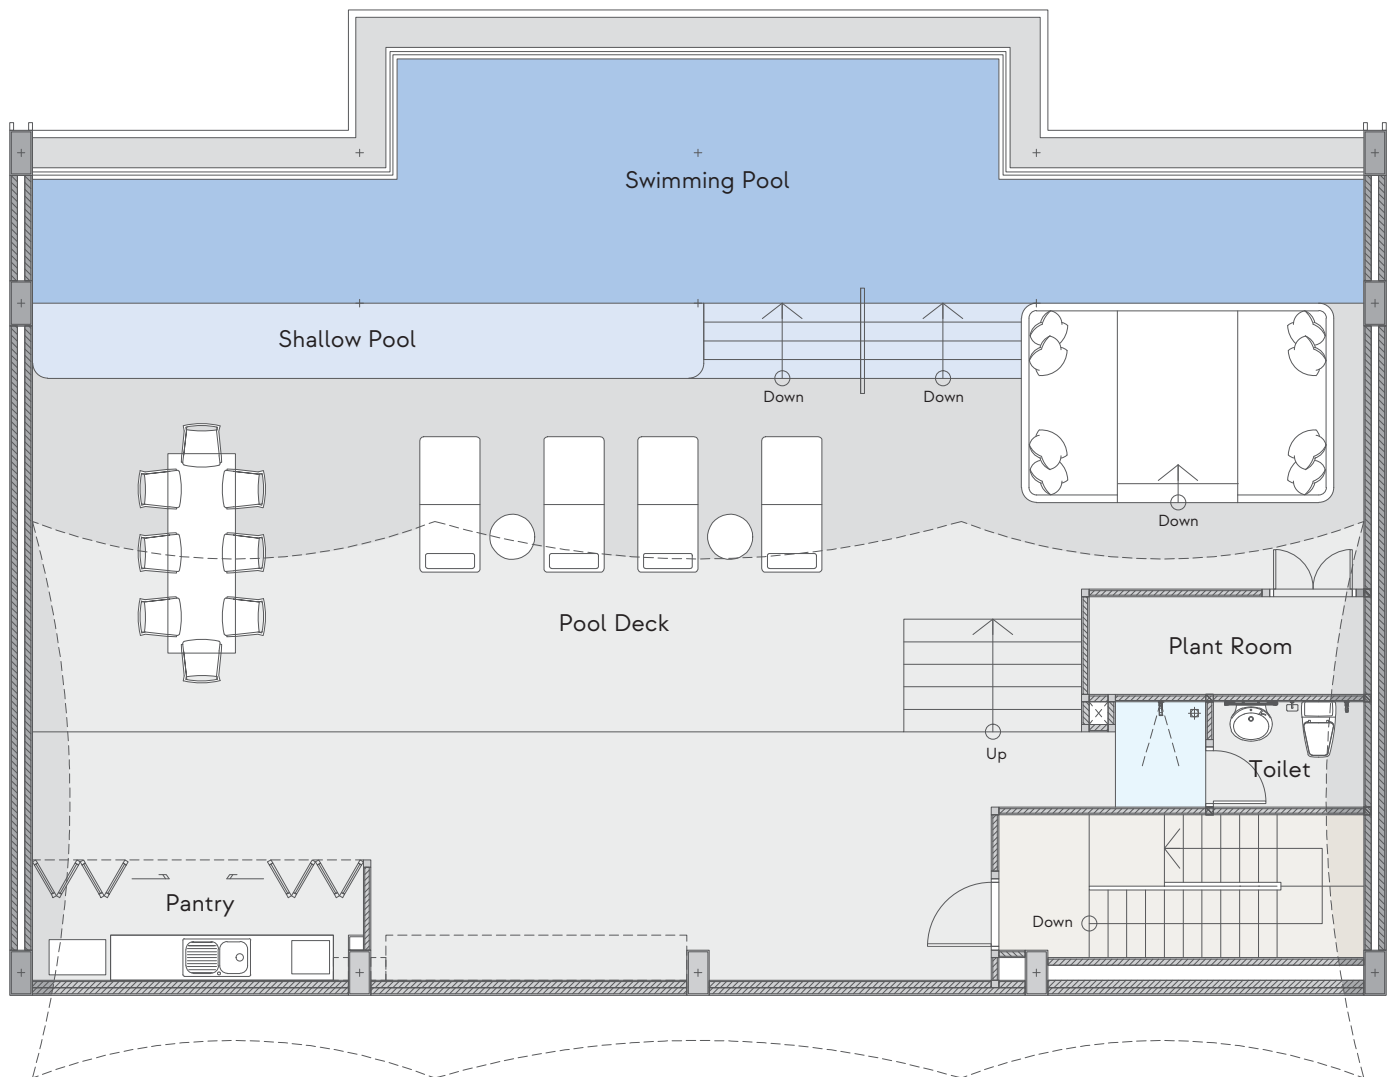 Swimming Pool
Shallow Pool
Down
Down
Down
Pool Deck
Plant Room
Up
Toilet
Pantry
Down